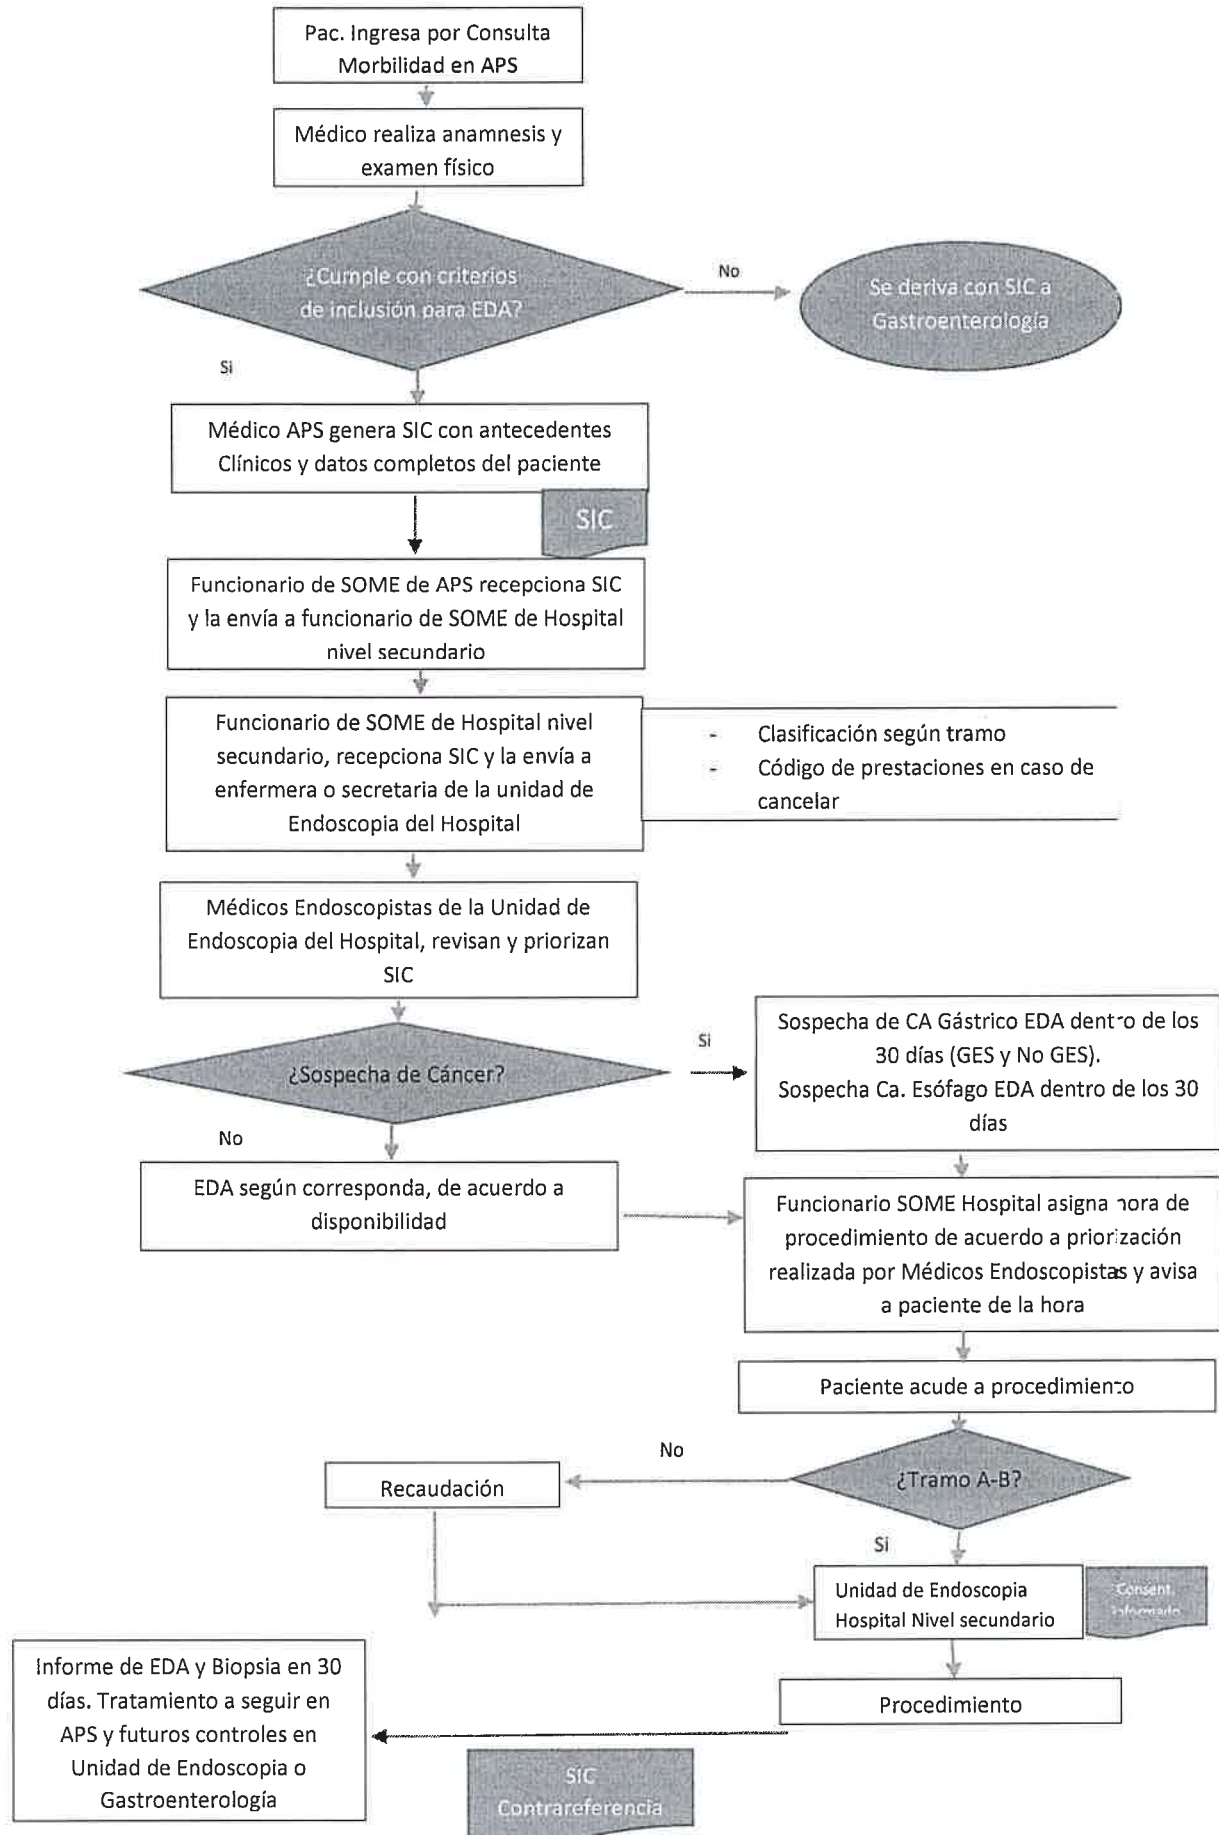 Pac. Ingresa por Consulta
Morbilidad en APS
Médico realiza anamnesis y
examen físico
¿Cumple con criterios
de inclusión para EDA?
No
Se deriva con SIC a
Gastroenterología
Si
Médico APS genera SIC con antecedentes
Clínicos y datos completos del paciente
SIC
Funcionario de SOME de APS recepciona SIC
y la envía a funcionario de SOME de Hospital
nivel secundario
Funcionario de SOME de Hospital nivel
secundario, recepciona SIC y la envía a
enfermera o secretaria de la unidad de
Endoscopia del Hospital
- Clasificación según tramo
- Código de prestaciones en caso de
cancelar
Médicos Endoscopistas de la Unidad de
Endoscopia del Hospital, revisan y priorizan
SIC
¿Sospecha de Cáncer?
Si
Sospecha de CA Gástrico EDA dentro de los
30 días (GES y No GES).
Sospecha Ca. Esófago EDA dentro de los 30
días
No
EDA según corresponda, de acuerdo a
disponibilidad
Funcionario SOME Hospital asigna hora de
procedimiento de acuerdo a priorización
realizada por Médicos Endoscopistas y avisa
a paciente de la hora
Paciente acude a procedimiento
¿Tramo A-B?
No
Recaudación
Si
Unidad de Endoscopia
Hospital Nivel secundario
Consent.
Informado
Procedimiento
Informe de EDA y Biopsia en 30
días. Tratamiento a seguir en
APS y futuros controles en
Unidad de Endoscopia o
Gastroenterología
SIC
Contrareferencia